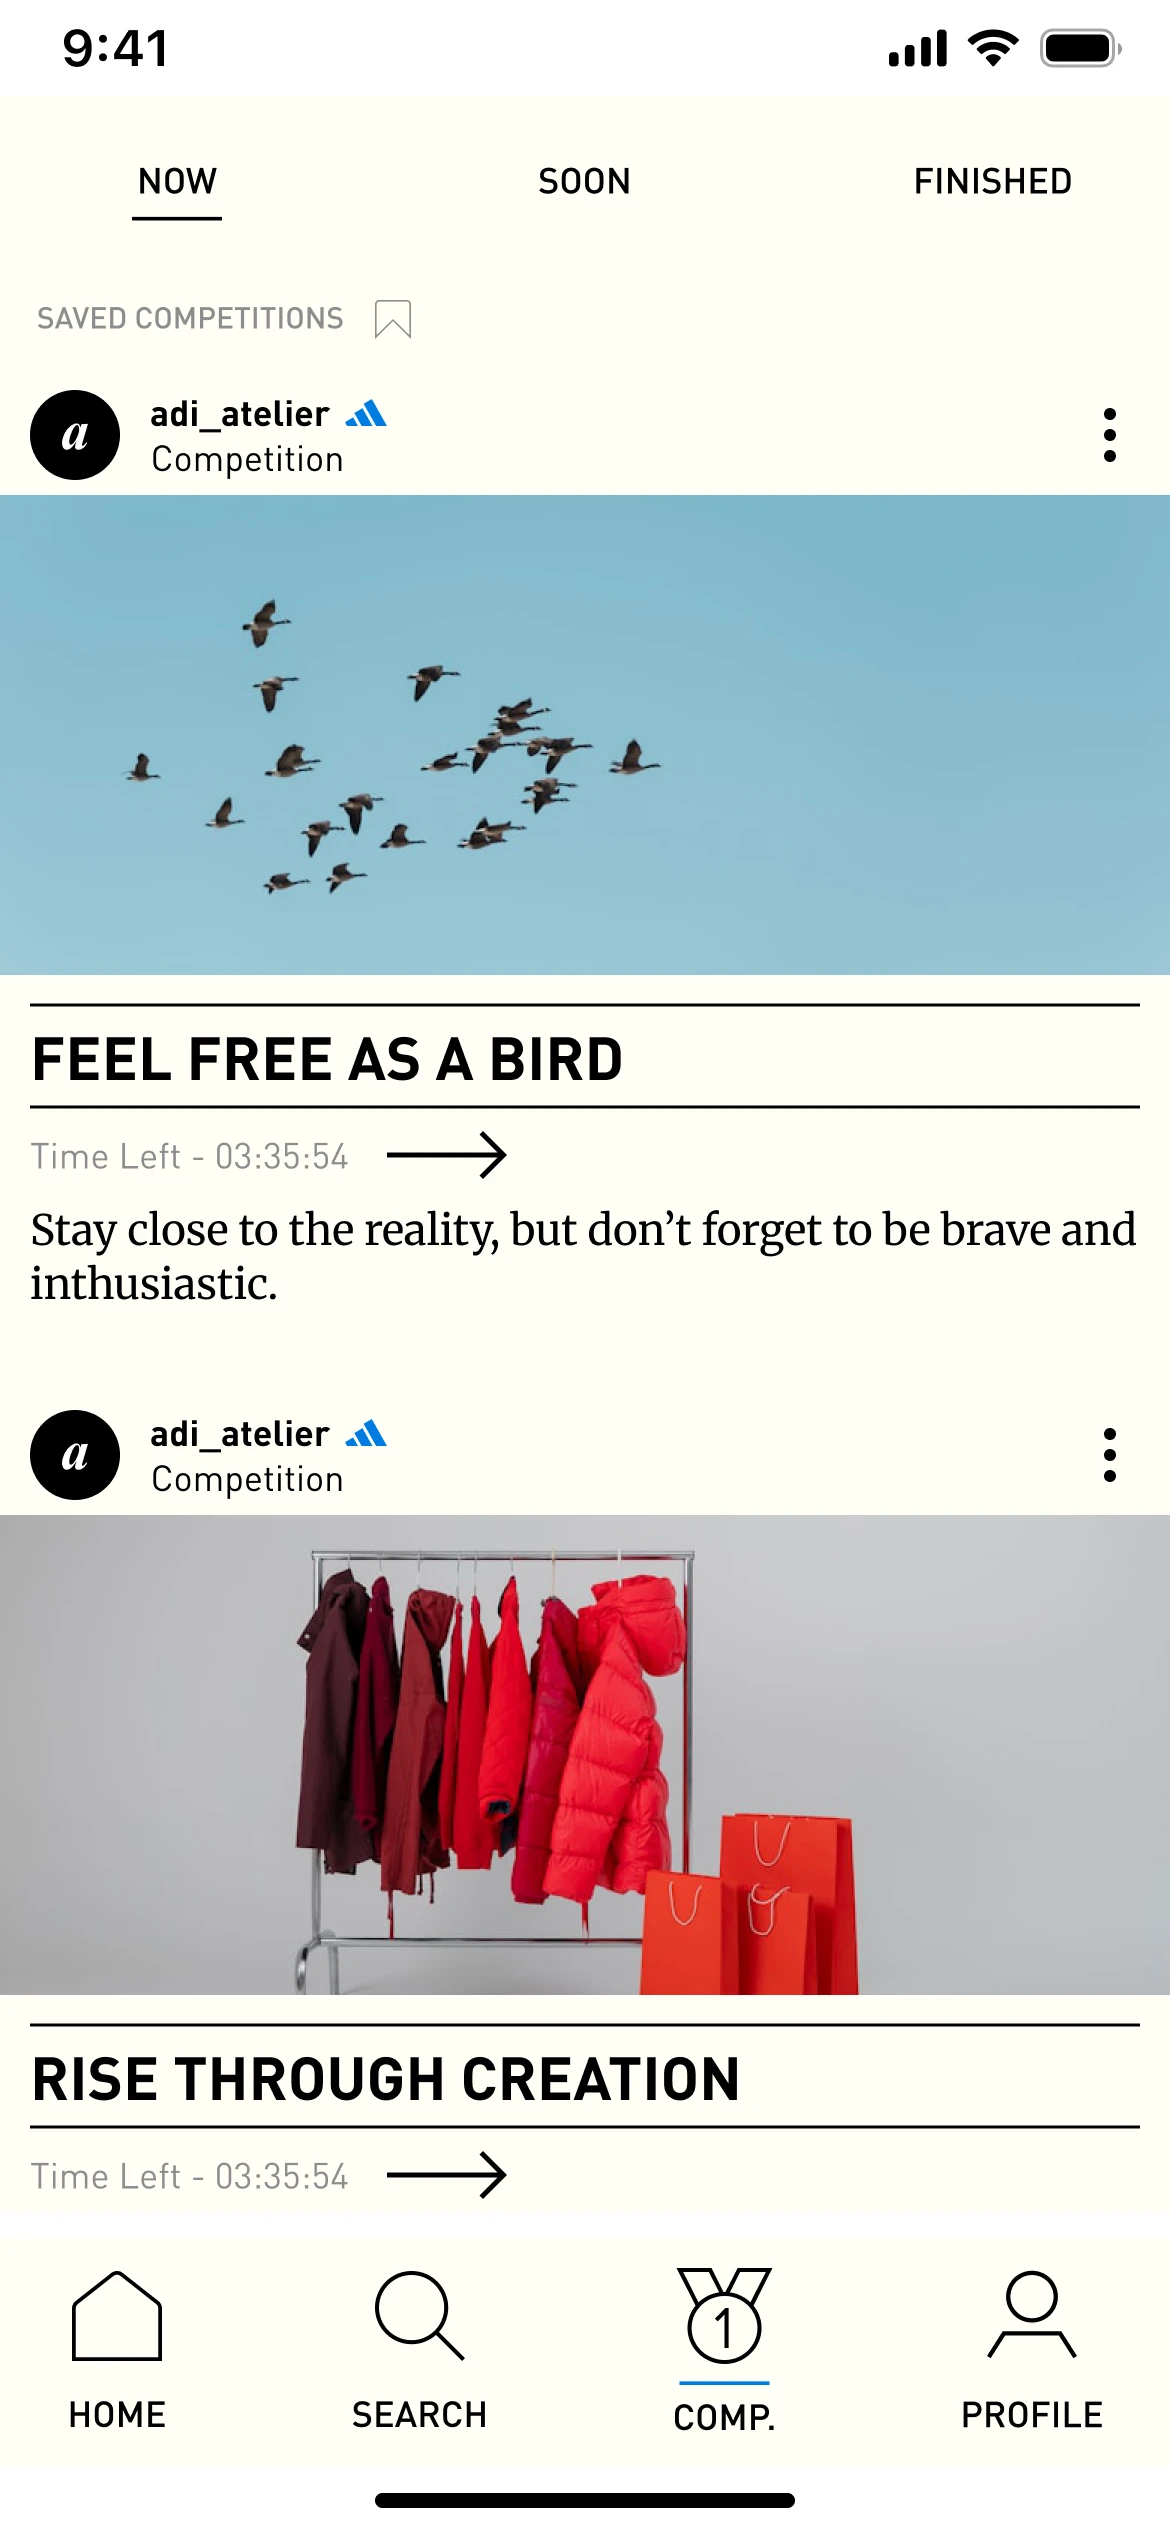 9:41
NOW SOON FINISHED
SAVED COMPETITIONS
a
adi_atelier
Competition
FEEL FREE AS A BIRD
Time Left - 03:35:54
Stay close to the reality, but don’t forget to be brave and
inthusiastic.
a
adi_atelier
Competition
RISE THROUGH CREATION
Time Left - 03:35:54
1
HOME SEARCH COMP. PROFILE